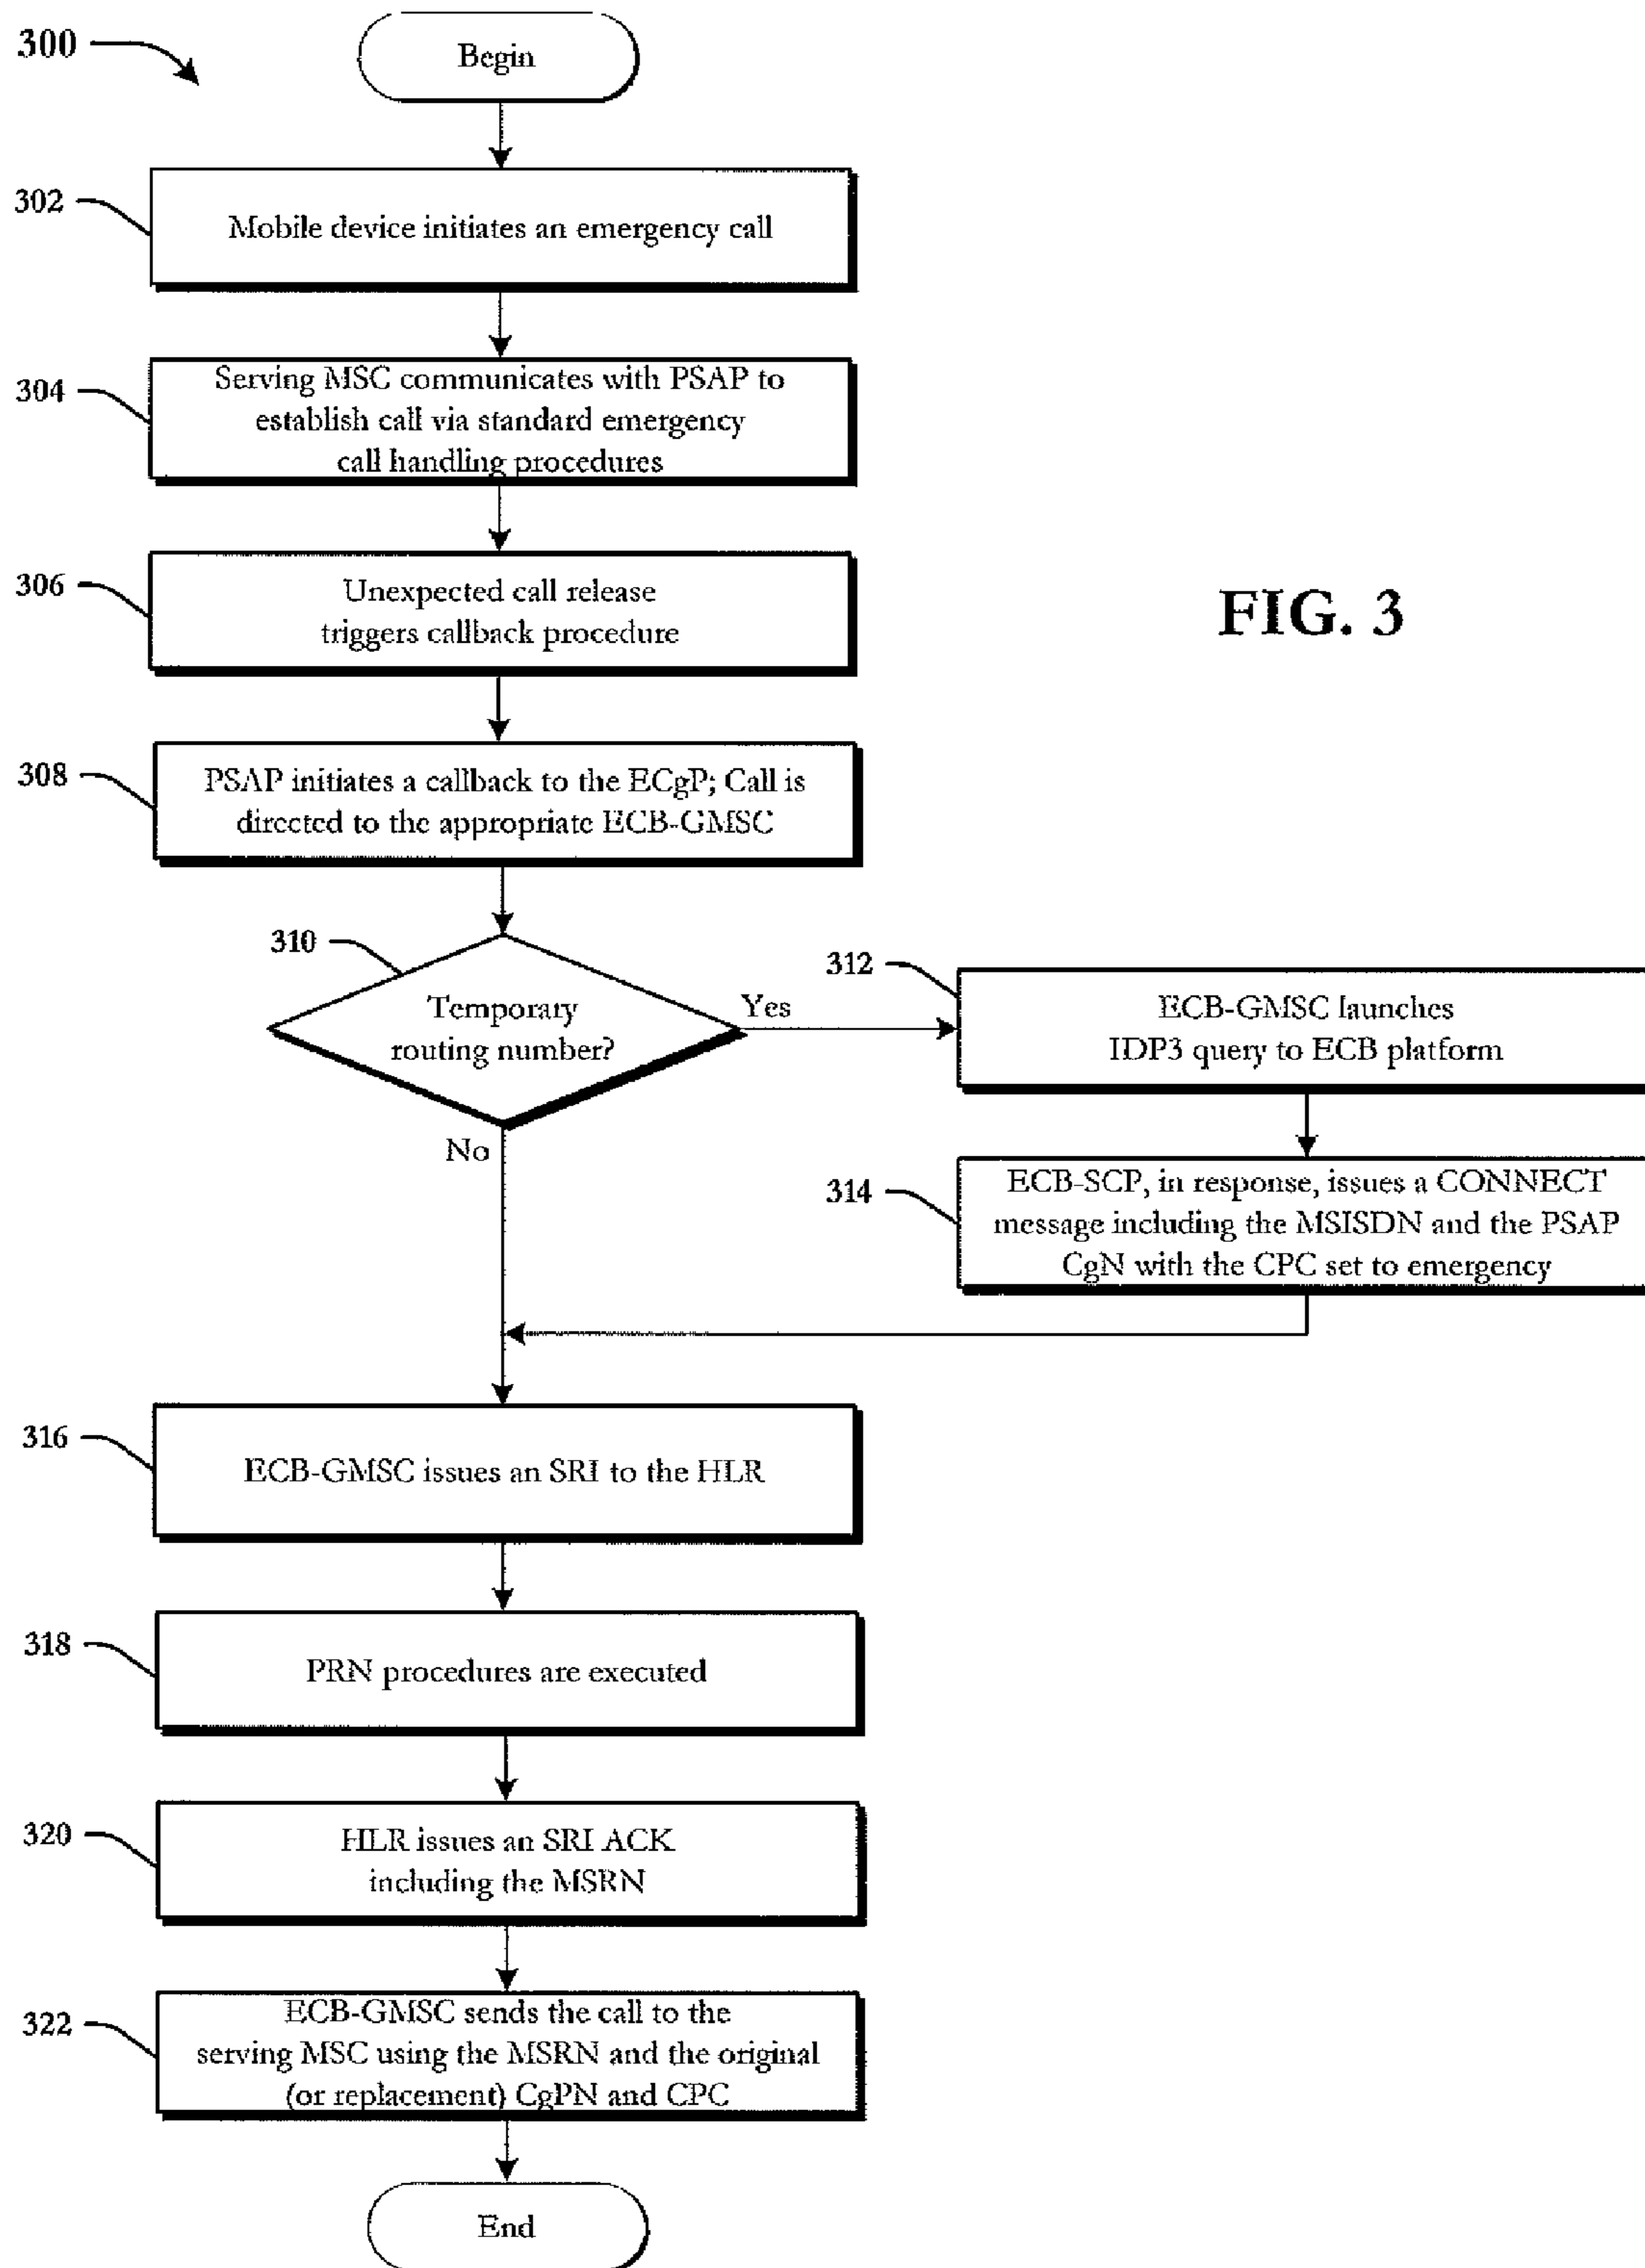 300
Begin
302
Mobile device initiates an emergency call
304
Serving MSC communicates with PSAP to
establish call via standard emergency
call handling procedures
306
Unexpected call release
triggers callback procedure
FIG. 3
308
PSAP initiates a callback to the ECgP; Call is
directed to the appropriate ECB-GMSC
310
Temporary
routing number?
Yes
No
312
ECB-GMSC launches
IDP3 query to ECB platform
314
ECB-SCP, in response, issues a CONNECT
message including the MSISDN and the PSAP
CgN with the CPC set to emergency
316
ECB-GMSC issues an SRI to the HLR
318
PRN procedures are executed
320
HLR issues an SRI ACK
including the MSRN
322
ECB-GMSC sends the call to the
serving MSC using the MSRN and the original
(or replacement) CgPN and CPC
End